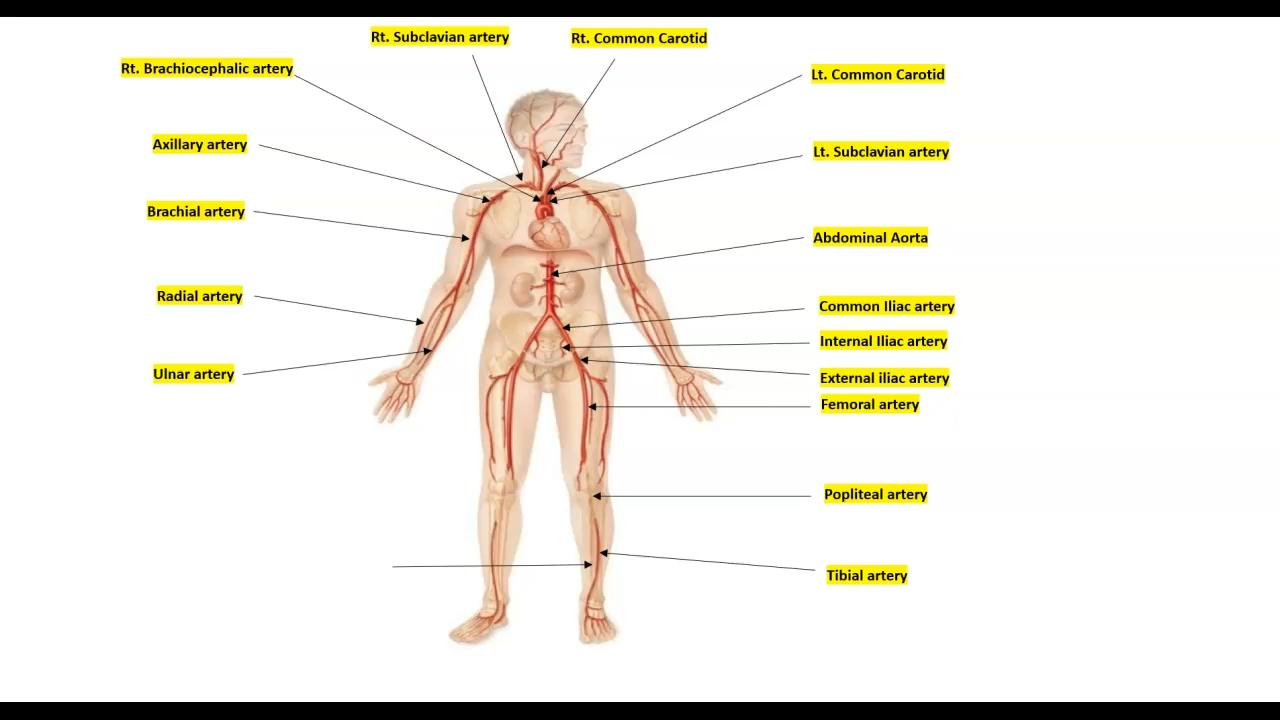 Rt. Subclavian artery
Rt. Common Carotid
Rt. Brachiocephalic artery
Lt. Common Carotid
Axillary artery
Lt. Subclavian artery
Brachial artery
Abdominal Aorta
Radial artery
Common Iliac artery
Internal Iliac artery
Ulnar artery
External iliac artery
Femoral artery
Popliteal artery
Tibial artery